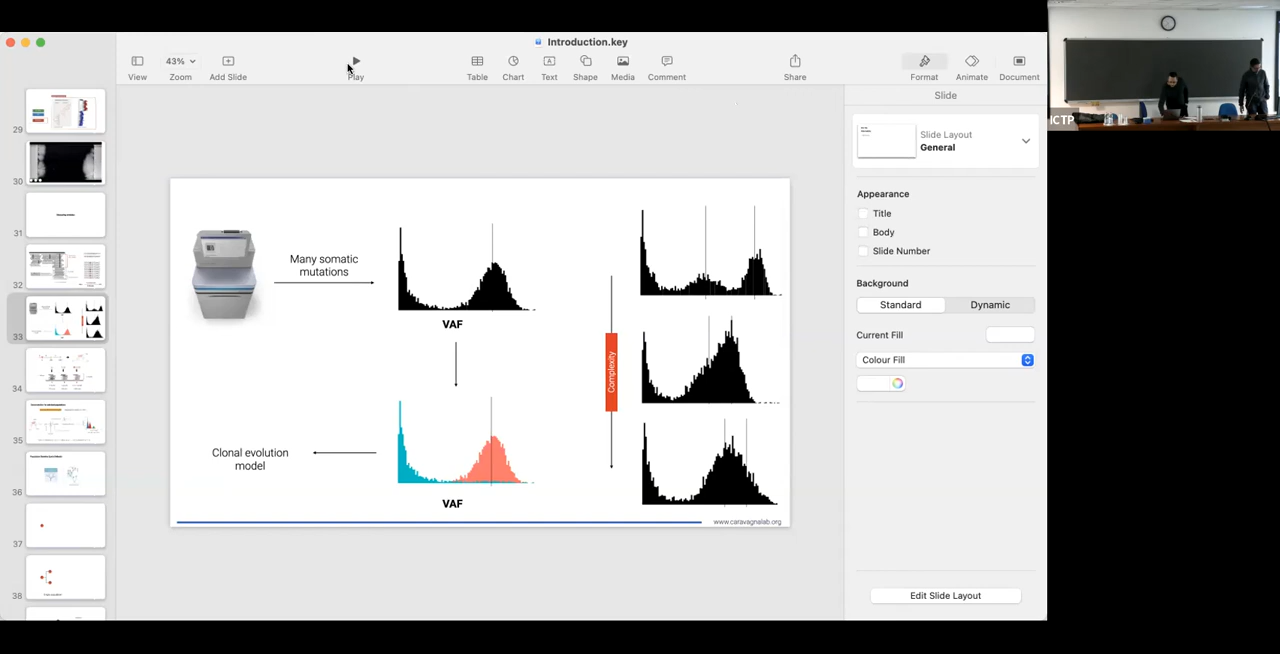 Introduction.key
43%
View
Zoom
Add Slide
Play
Table
Chart
Text
Shape
Media
Comment
Share
Format
Animate
Document
29
30
31
32
33
34
35
36
37
38
Many somatic
mutations
VAF
Clonal evolution
model
VAF
Complexity
www.caravagnalab.org
Slide
Slide Layout
General
Appearance
Title
Body
Slide Number
Background
Standard
Dynamic
Current Fill
Colour Fill
Edit Slide Layout
ICTP